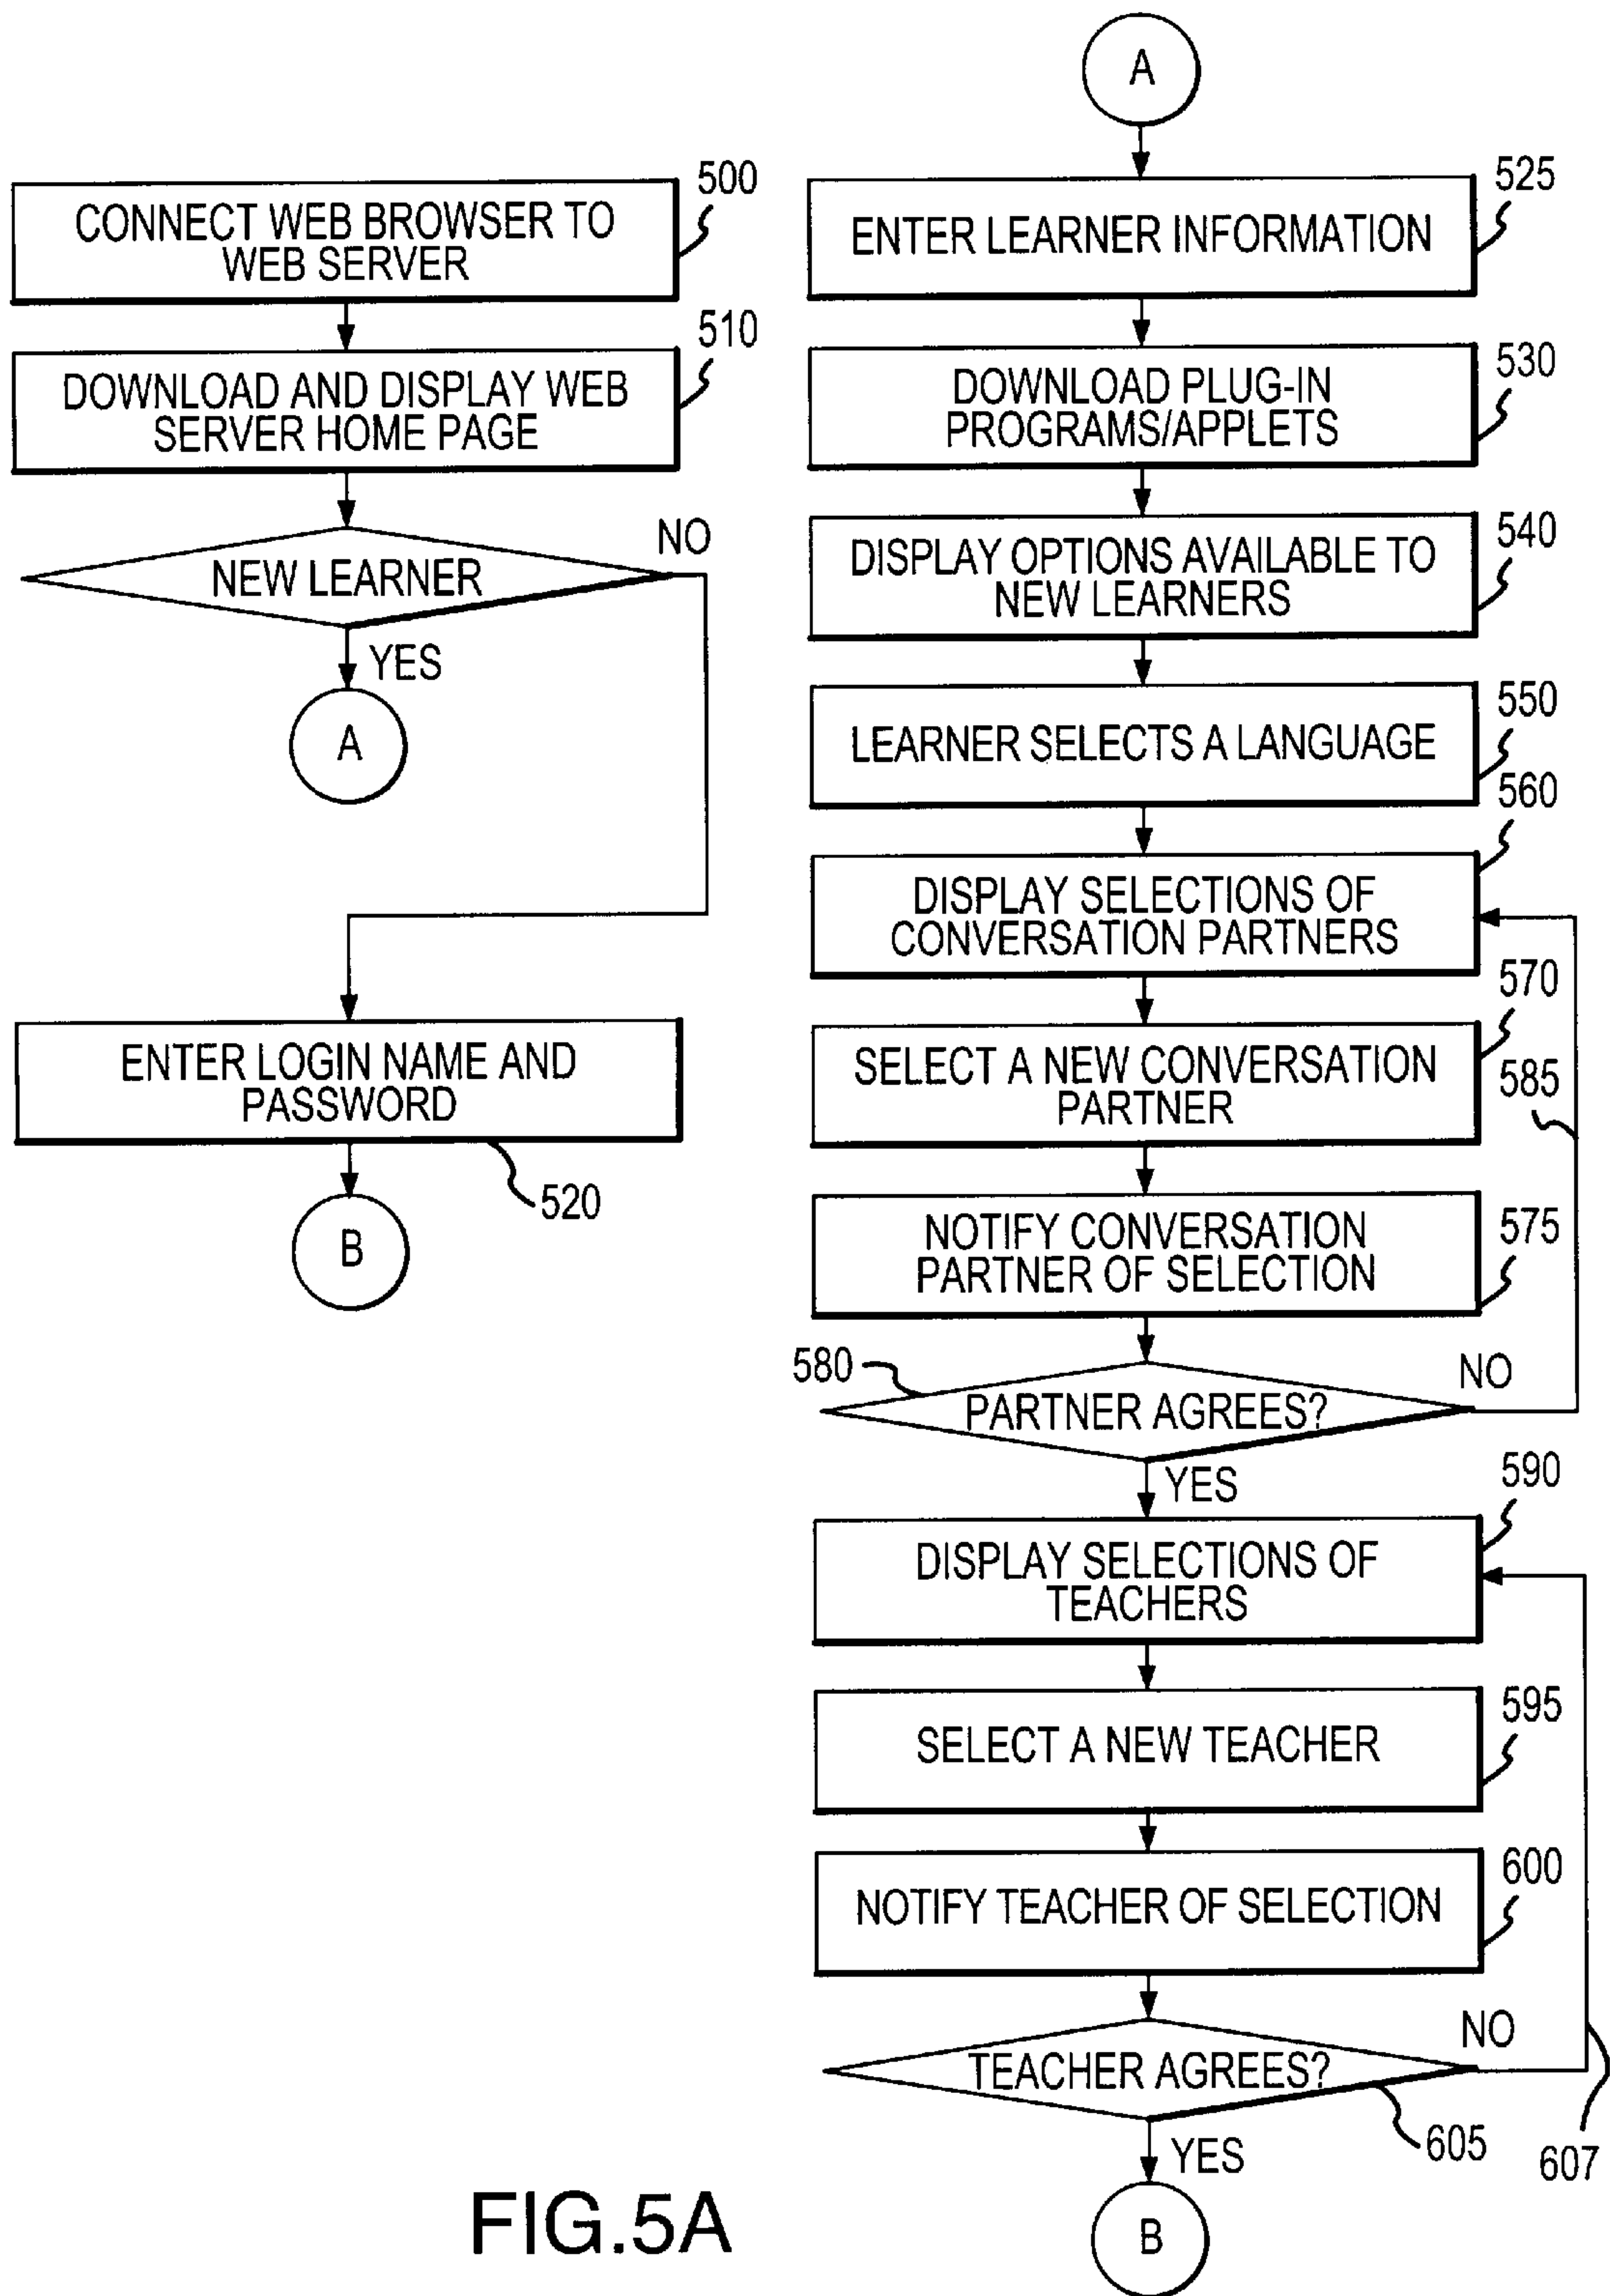 500
CONNECT WEB BROWSER TO
WEB SERVER
510
DOWNLOAD AND DISPLAY WEB
SERVER HOME PAGE
NEW LEARNER
NO
YES
A
ENTER LOGIN NAME AND
PASSWORD
520
B
A
525
ENTER LEARNER INFORMATION
530
DOWNLOAD PLUG-IN
PROGRAMS/APPLETS
540
DISPLAY OPTIONS AVAILABLE TO
NEW LEARNERS
550
LEARNER SELECTS A LANGUAGE
560
DISPLAY SELECTIONS OF
CONVERSATION PARTNERS
570
SELECT A NEW CONVERSATION
PARTNER
585
575
NOTIFY CONVERSATION
PARTNER OF SELECTION
580
PARTNER AGREES?
NO
YES
590
DISPLAY SELECTIONS OF
TEACHERS
595
SELECT A NEW TEACHER
600
NOTIFY TEACHER OF SELECTION
TEACHER AGREES?
NO
605
607
YES
B
FIG.5A